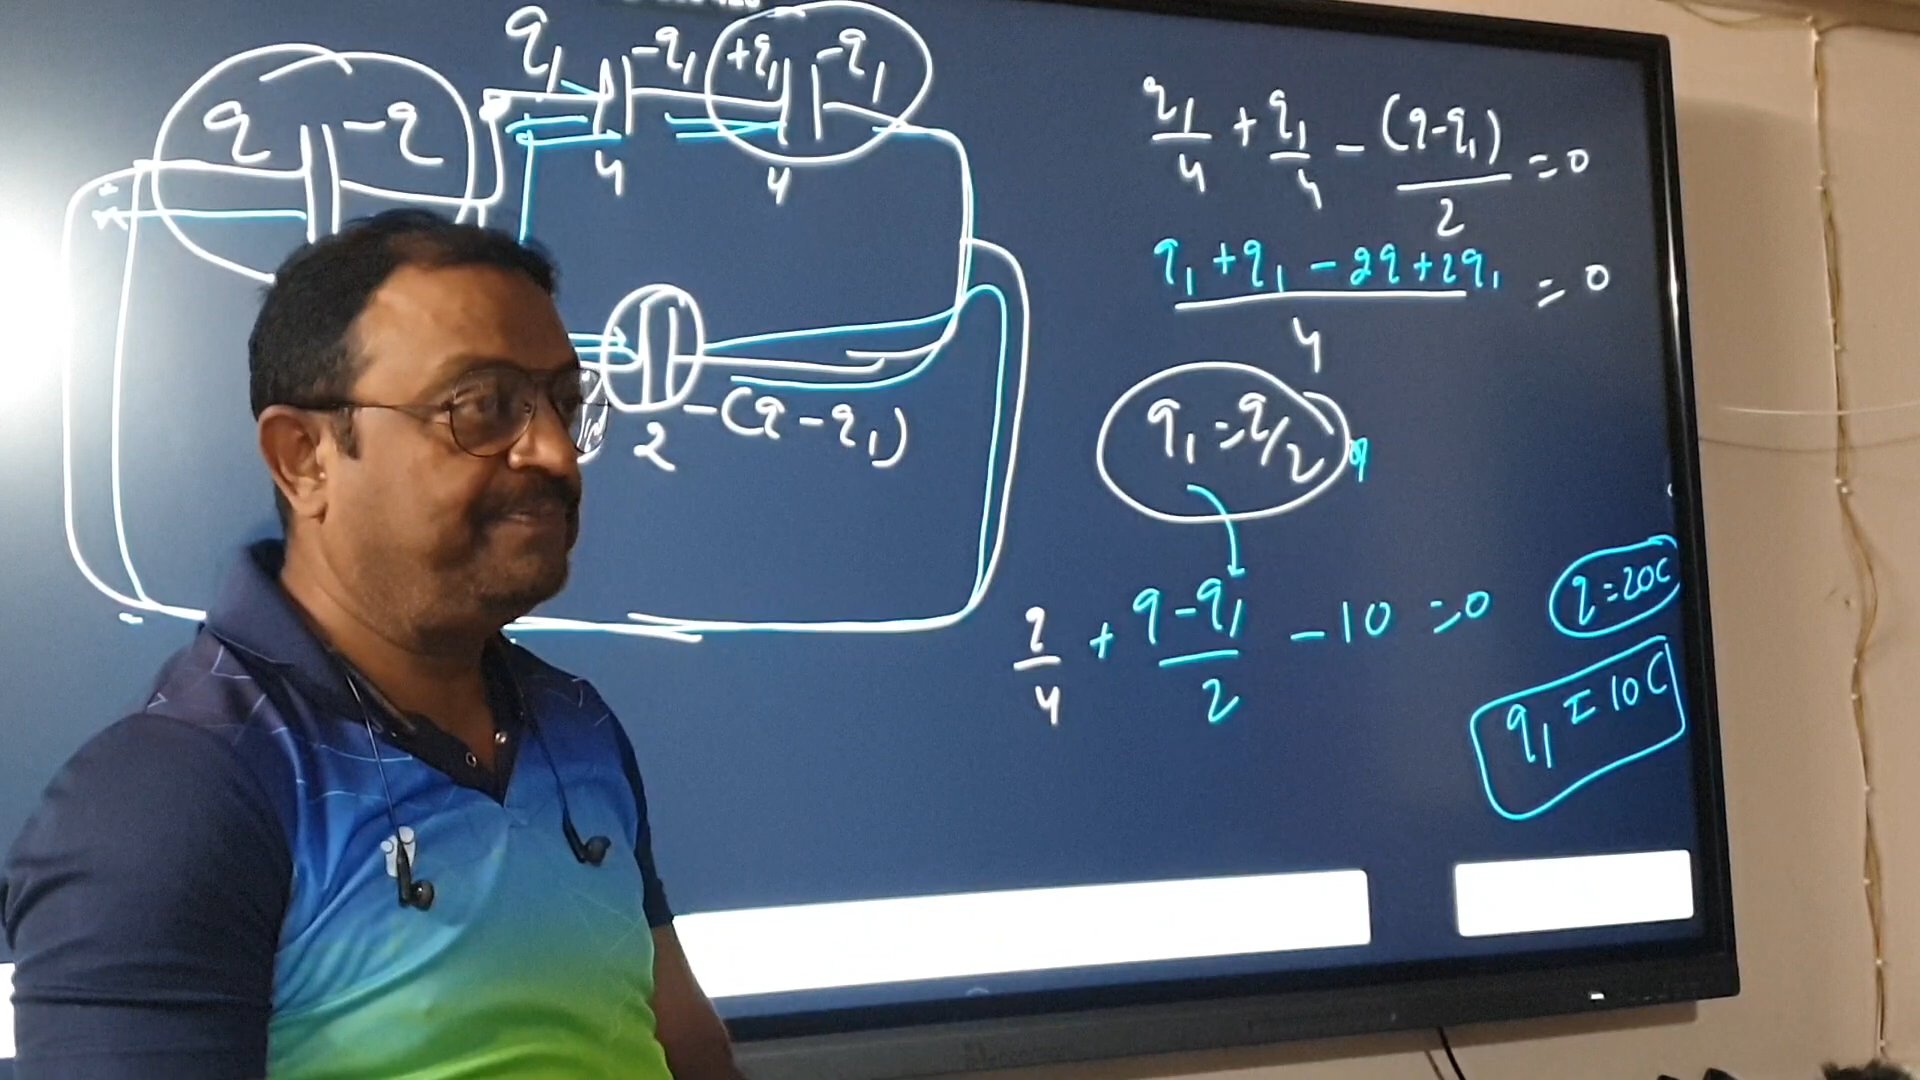 q₁ -q₁ +q₁ -q₁
q -q
4 4
2 -(q-q₁)
q₁/4 + q₁/4 - (q-q₁)/2 = 0
(q₁+q₁-2q+2q₁)/4 = 0
q₁=q/2
q/4 + (q-q₁)/2 - 10 = 0
q=20C
q₁=10C